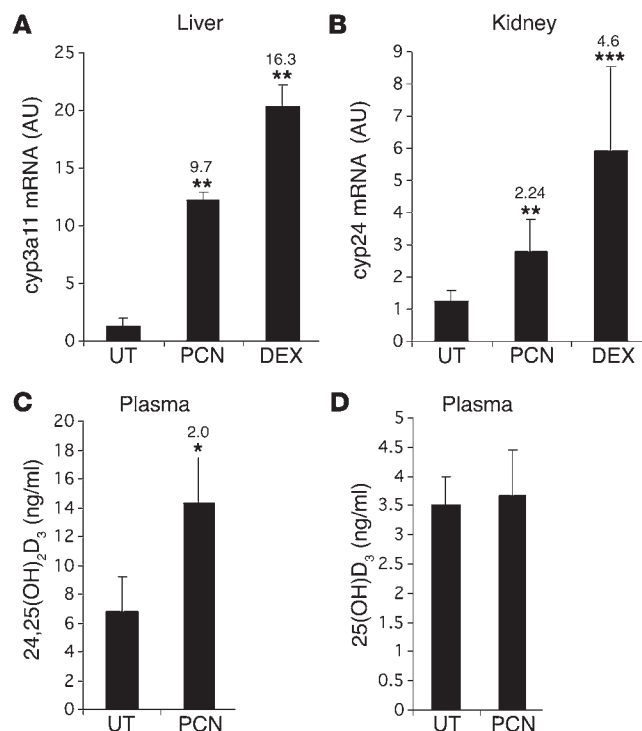 A
Liver
cyp3a11 mRNA (AU)
25
20
15
10
5
0
9.7
**
16.3
**
UT
PCN
DEX
B
Kidney
cyp24 mRNA (AU)
9
8
7
6
5
4
3
2
1
0
2.24
**
4.6
***
UT
PCN
DEX
C
Plasma
24,25(OH)₂D₃ (ng/ml)
20
18
16
14
12
10
8
6
4
2
0
2.0
*
UT
PCN
D
Plasma
25(OH)D₃ (ng/ml)
5
4.5
4
3.5
3
2.5
2
1.5
1
0.5
0
UT
PCN